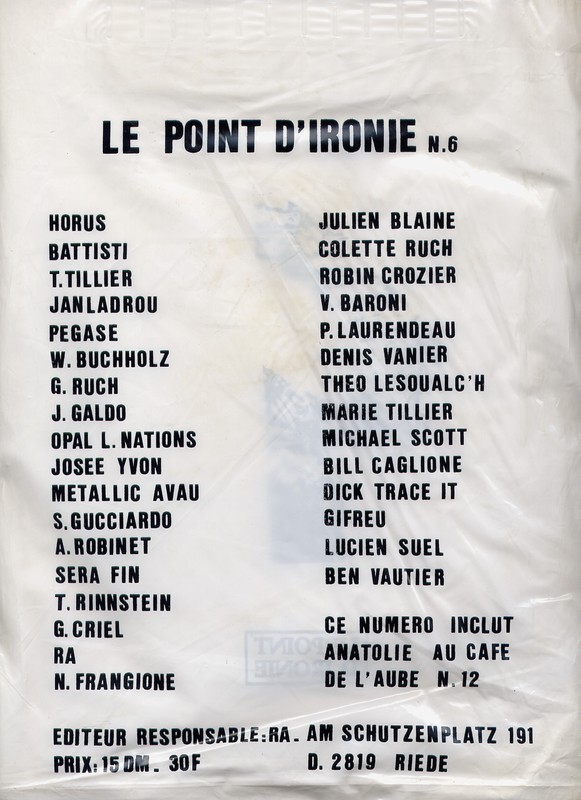 LE POINT D'IRONIE N.6
HORUS
BATTISTI
T.TILLIER
JANLADROU
PEGASE
W. BUCHHOLZ
G. RUCH
J. GALDO
OPAL L. NATIONS
JOSEE YVON
METALLIC AVAU
S.GUCCIARDO
A.ROBINET
SERA FIN
T. RINNSTEIN
G.CRIEL
RA
N. FRANGIONE
JULIEN BLAINE
COLETTE RUCH
ROBIN CROZIER
V. BARONI
P.LAURENDEAU
DENIS VANIER
THEO LESOUALC'H
MARIE TILLIER
MICHAEL SCOTT
BILL CAGLIONE
DICK TRACE IT
GIFREU
LUCIEN SUEL
BEN VAUTIER
CE NUMERO INCLUT
ANATOLIE AU CAFE
DE L'AUBE N.12
POINT
IRONIE
EDITEUR RESPONSABLE:RA. AM SCHUTZENPLATZ 191
PRIX:15 DM. 30F D. 2819 RIEDE